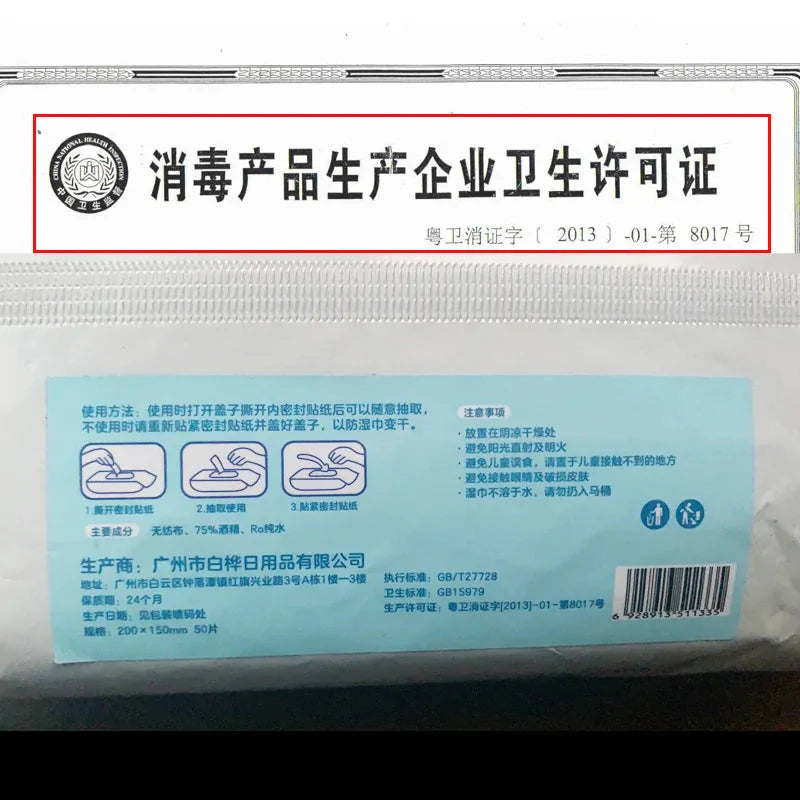 CHINA NATIONAL HEALTH INSPECTION
中国卫生监督
消毒产品生产企业卫生许可证
粤卫消证字〔 2013 〕-01-第 8017 号
使用方法：使用时打开盖子撕开内密封贴纸后可以随意抽取，
不使用时请重新贴紧密封贴纸并盖好盖子，以防湿巾变干。
1.撕开密封贴纸
2.抽取使用
3.贴紧密封贴纸
主要成分 无纺布、75%酒精、Ro纯水
注意事项
·放置在阴凉干燥处
·避免阳光直射及明火
·避免儿童误食，请置于儿童接触不到的地方
·避免接触眼睛及破损皮肤
·湿巾不溶于水，请勿扔入马桶
生产商：广州市白桦日用品有限公司
地址：广州市白云区钟落潭镇红旗兴业路3号A栋1楼一3楼
保质期：24个月
生产日期：见包装喷码处
规格：200×150mm 50片
执行标准：GB/T27728
卫生标准：GB15979
生产许可证：粤卫消证字[2013]-01-第8017号
6 928913 511335